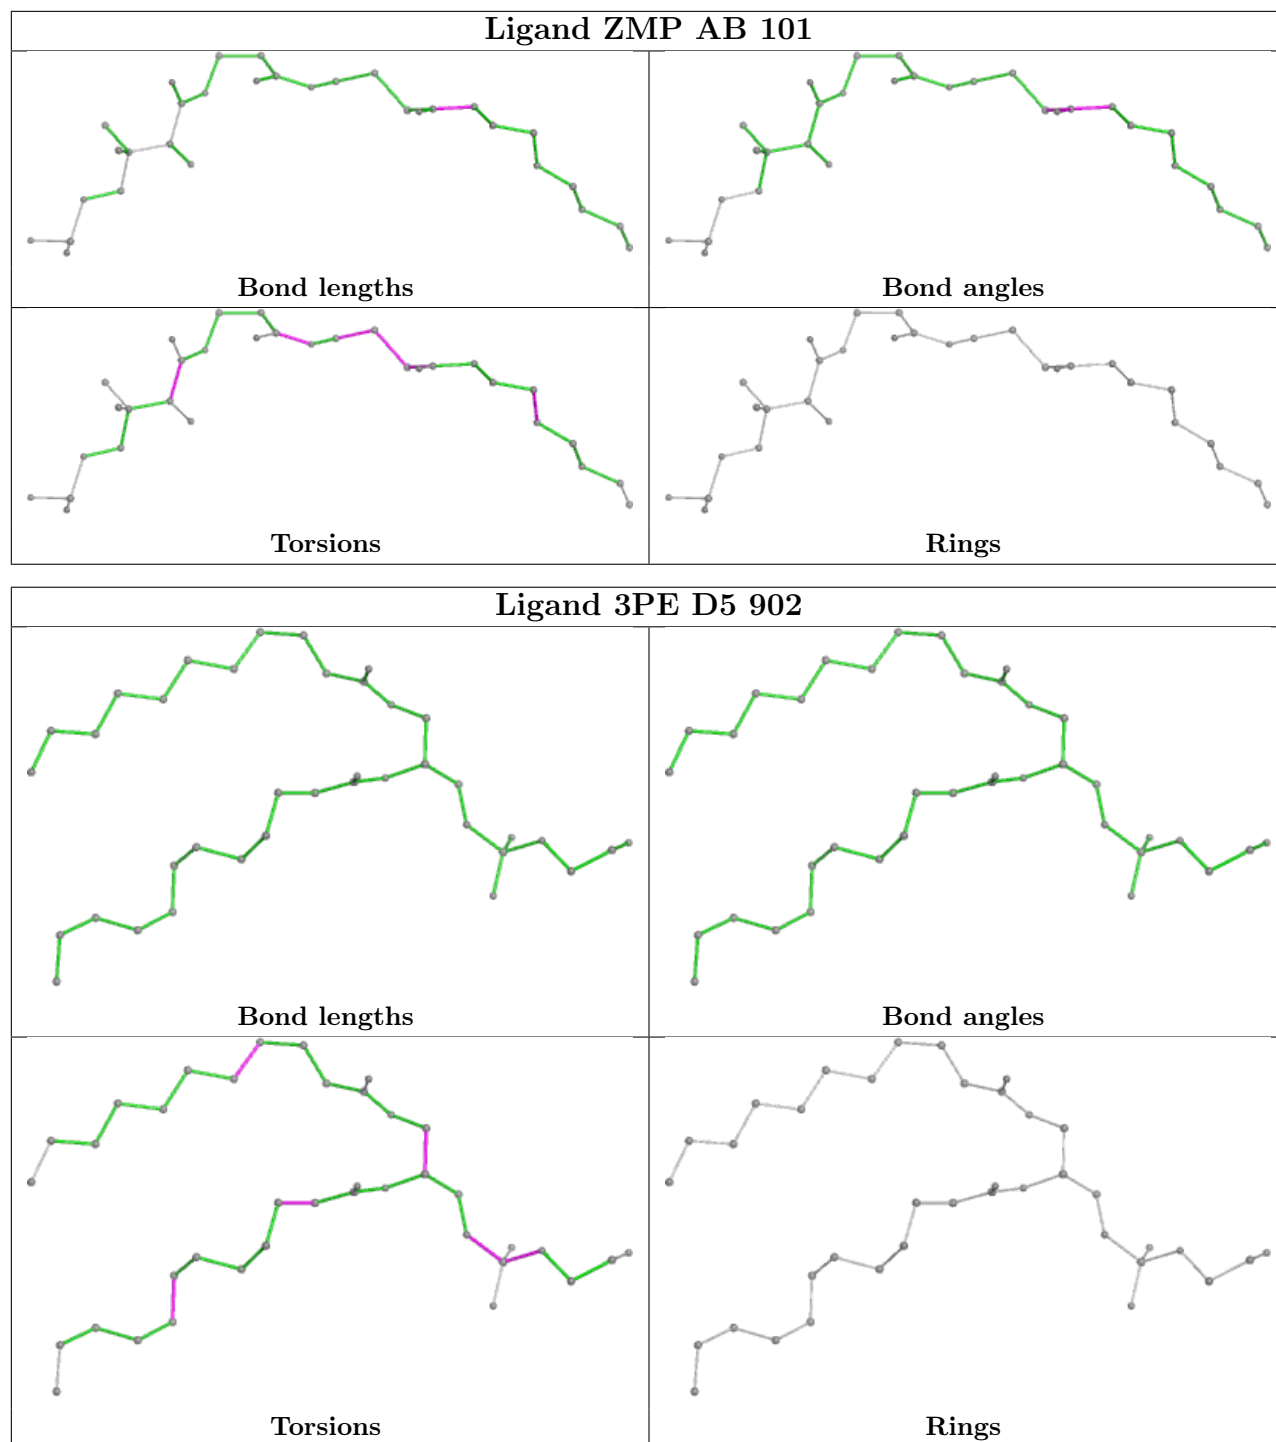 Ligand ZMP AB 101
Bond lengths
Bond angles
Torsions
Rings
Ligand 3PE D5 902
Bond lengths
Bond angles
Torsions
Rings